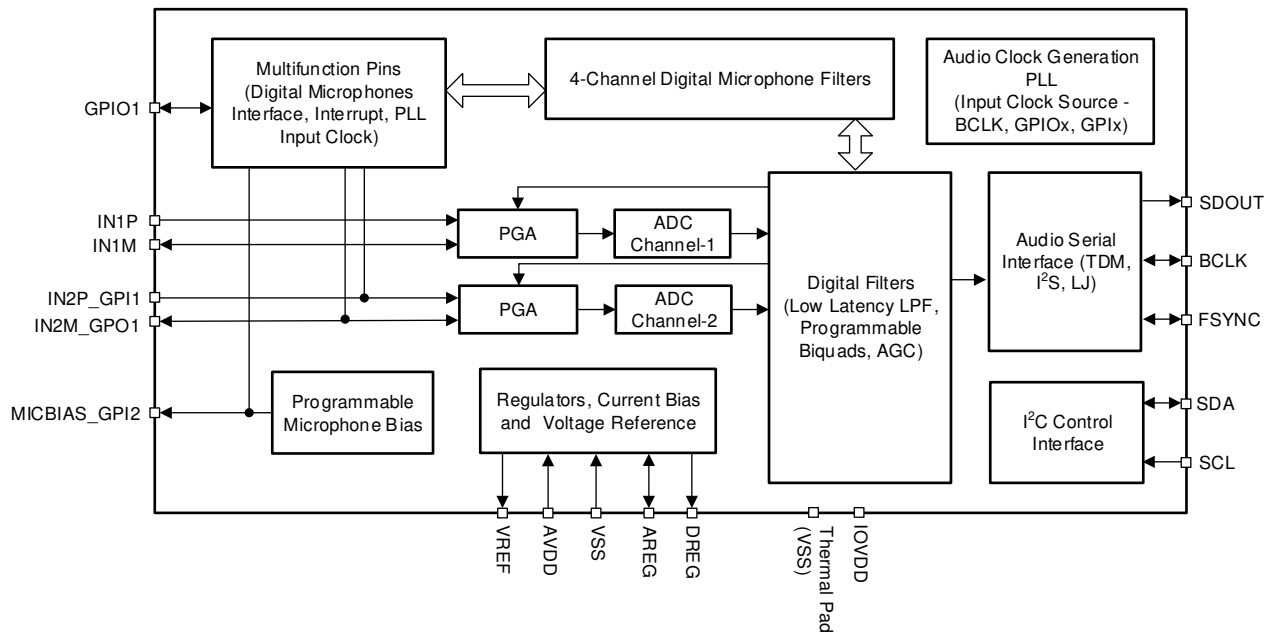 Multifunction Pins
(Digital Microphones
Interface, Interrupt, PLL
Input Clock)
4-Channel Digital Microphone Filters
Audio Clock Generation
PLL
(Input Clock Source -
BCLK, GPIOx, GPIx)
GPIO1
IN1P
IN1M
IN2P_GPI1
IN2M_GPO1
MICBIAS_GPI2
PGA
ADC
Channel-1
PGA
ADC
Channel-2
Digital Filters
(Low Latency LPF,
Programmable
Biquads, AGC)
Audio Serial
Interface (TDM,
I²S, LJ)
SDOUT
BCLK
FSYNC
Programmable
Microphone Bias
Regulators, Current Bias
and Voltage Reference
I²C Control
Interface
SDA
SCL
VREF
AVDD
VSS
AREG
DREG
Thermal Pad
(VSS)
IOVDD